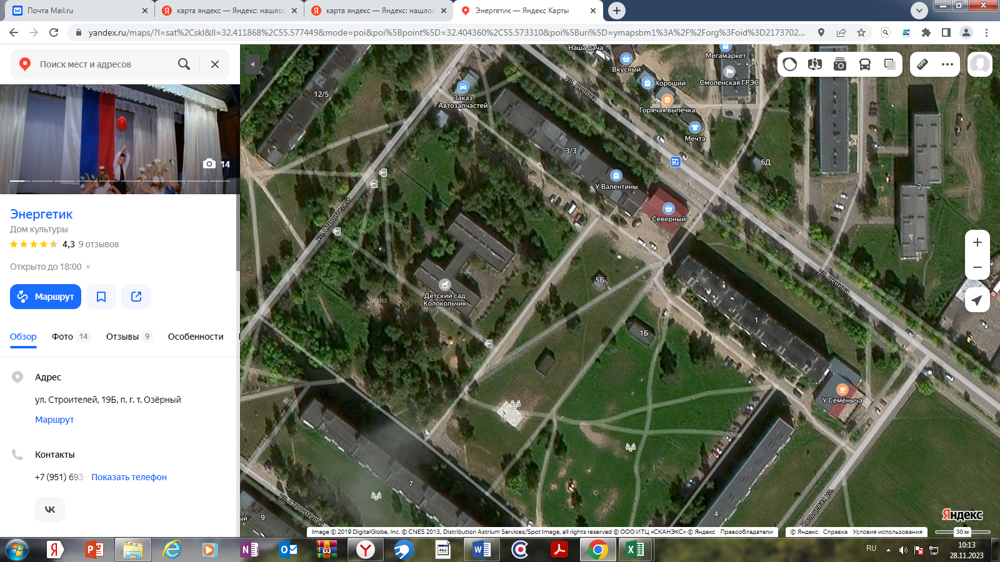 Почта Mail.ru
карта яндекс — Яндекс: нашлос
карта яндекс — Яндекс: нашлос
Энергетик — Яндекс Карты
yandex.ru/maps/?l=sat%2Cskl&ll=32.411868%2C55.577449&mode=poi&poi%5Bpoint%5D=32.404360%2C55.573310&poi%5Buri%5D=ymapsbm1%3A%2F%2Forg%3Foid%3D2173702...
Поиск мест и адресов
14
Энергетик
Дом культуры
4,3 9 отзывов
Открыто до 18:00
Маршрут
Обзор
Фото 14
Отзывы 9
Особенности
Адрес
ул. Строителей, 19Б, п. г. т. Озёрный
Маршрут
Контакты
+7 (951) 693- Показать телефон
Наша дача
Вкусный
Мегамаркет
Хороший
Смоленская ГРЭС
Горячая выпечка
Мечта
ул. Ленина
12/5
Заказ
Автозапчастей
3/3
6Д
2
У Валентины
Северный
ул. Строителей
5Б
Детский сад
Колокольчик
Yandex
ул. Ленина
1
1Б
Yandex
У Семёныча
7
ул. Строителей
ый
9
4
Кольцевая ул.
Яндекс
Image © 2019 DigitalGlobe, Inc. © CNES 2013, Distribution Astrium Services/Spot Image, all rights reserved © ООО ИТЦ «СКАНЭКС» © Яндекс Правообладатели
© Яндекс Справка Условия использования
30 м
RU
10:13
28.11.2023